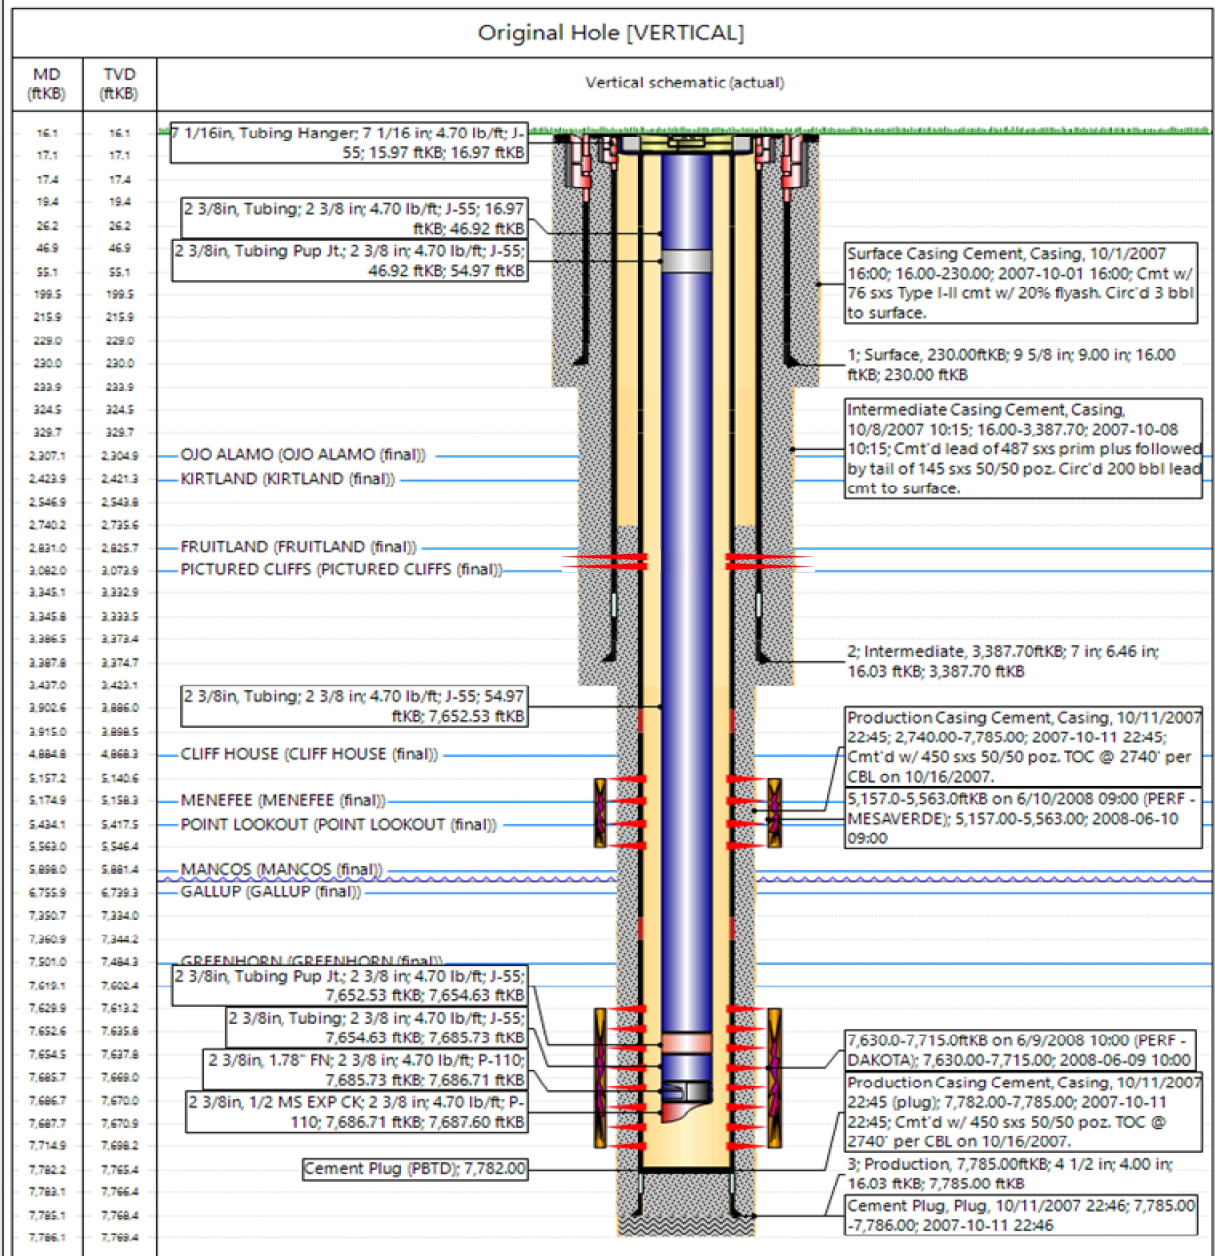 Original Hole [VERTICAL]
MD
(ftKB)
TVD
(ftKB)
Vertical schematic (actual)
16.1 16.1
17.1 17.1
17.4 17.4
19.4 19.4
26.2 26.2
46.9 46.9
55.1 55.1
199.5 199.5
215.9 215.9
229.0 229.0
230.0 230.0
233.9 233.9
324.5 324.5
329.7 329.7
2,307.1 2,304.9
2,423.9 2,421.3
2,546.9 2,543.8
2,740.2 2,735.6
2,831.0 2,825.7
3,082.0 3,073.9
3,345.1 3,332.9
3,345.8 3,333.5
3,386.5 3,373.4
3,387.8 3,374.7
3,437.0 3,423.1
3,902.6 3,886.0
3,915.0 3,898.5
4,884.8 4,868.3
5,157.2 5,140.6
5,174.9 5,158.3
5,434.1 5,417.5
5,563.0 5,546.4
5,898.0 5,881.4
6,755.9 6,739.3
7,350.7 7,334.0
7,360.9 7,344.2
7,501.0 7,484.3
7,619.1 7,602.4
7,629.9 7,613.2
7,652.6 7,635.8
7,654.5 7,637.8
7,685.7 7,669.0
7,686.7 7,670.0
7,687.7 7,670.9
7,714.9 7,698.2
7,782.2 7,765.4
7,783.1 7,766.4
7,785.1 7,768.4
7,786.1 7,769.4
7 1/16in, Tubing Hanger; 7 1/16 in; 4.70 lb/ft; J-
55; 15.97 ftKB; 16.97 ftKB
2 3/8in, Tubing; 2 3/8 in; 4.70 lb/ft; J-55; 16.97
ftKB; 46.92 ftKB
2 3/8in, Tubing Pup Jt.; 2 3/8 in; 4.70 lb/ft; J-55;
46.92 ftKB; 54.97 ftKB
OJO ALAMO (OJO ALAMO (final))
KIRTLAND (KIRTLAND (final))
FRUITLAND (FRUITLAND (final))
PICTURED CLIFFS (PICTURED CLIFFS (final))
2 3/8in, Tubing; 2 3/8 in; 4.70 lb/ft; J-55; 54.97
ftKB; 7,652.53 ftKB
CLIFF HOUSE (CLIFF HOUSE (final))
MENEFEE (MENEFEE (final))
POINT LOOKOUT (POINT LOOKOUT (final))
MANCOS (MANCOS (final))
GALLUP (GALLUP (final))
GREENHORN (GREENHORN (final))
2 3/8in, Tubing Pup Jt.; 2 3/8 in; 4.70 lb/ft; J-55;
7,652.53 ftKB; 7,654.63 ftKB
2 3/8in, Tubing; 2 3/8 in; 4.70 lb/ft; J-55;
7,654.63 ftKB; 7,685.73 ftKB
2 3/8in, 1.78" FN; 2 3/8 in; 4.70 lb/ft; P-110;
7,685.73 ftKB; 7,686.71 ftKB
2 3/8in, 1/2 MS EXP CK; 2 3/8 in; 4.70 lb/ft; P-
110; 7,686.71 ftKB; 7,687.60 ftKB
Cement Plug (PBTD); 7,782.00
Surface Casing Cement, Casing, 10/1/2007
16:00; 16.00-230.00; 2007-10-01 16:00; Cmt w/
76 sxs Type I-II cmt w/ 20% flyash. Circ'd 3 bbl
to surface.
1; Surface, 230.00ftKB; 9 5/8 in; 9.00 in; 16.00
ftKB; 230.00 ftKB
Intermediate Casing Cement, Casing,
10/8/2007 10:15; 16.00-3,387.70; 2007-10-08
10:15; Cmt'd lead of 487 sxs prim plus followed
by tail of 145 sxs 50/50 poz. Circ'd 200 bbl lead
cmt to surface.
2; Intermediate, 3,387.70ftKB; 7 in; 6.46 in;
16.03 ftKB; 3,387.70 ftKB
Production Casing Cement, Casing, 10/11/2007
22:45; 2,740.00-7,785.00; 2007-10-11 22:45;
Cmt'd w/ 450 sxs 50/50 poz. TOC @ 2740' per
CBL on 10/16/2007.
5,157.0-5,563.0ftKB on 6/10/2008 09:00 (PERF -
MESAVERDE); 5,157.00-5,563.00; 2008-06-10
09:00
7,630.0-7,715.0ftKB on 6/9/2008 10:00 (PERF -
DAKOTA); 7,630.00-7,715.00; 2008-06-09 10:00
Production Casing Cement, Casing, 10/11/2007
22:45 (plug); 7,782.00-7,785.00; 2007-10-11
22:45; Cmt'd w/ 450 sxs 50/50 poz. TOC @
2740' per CBL on 10/16/2007.
3; Production, 7,785.00ftKB; 4 1/2 in; 4.00 in;
16.03 ftKB; 7,785.00 ftKB
Cement Plug, Plug, 10/11/2007 22:46; 7,785.00
-7,786.00; 2007-10-11 22:46